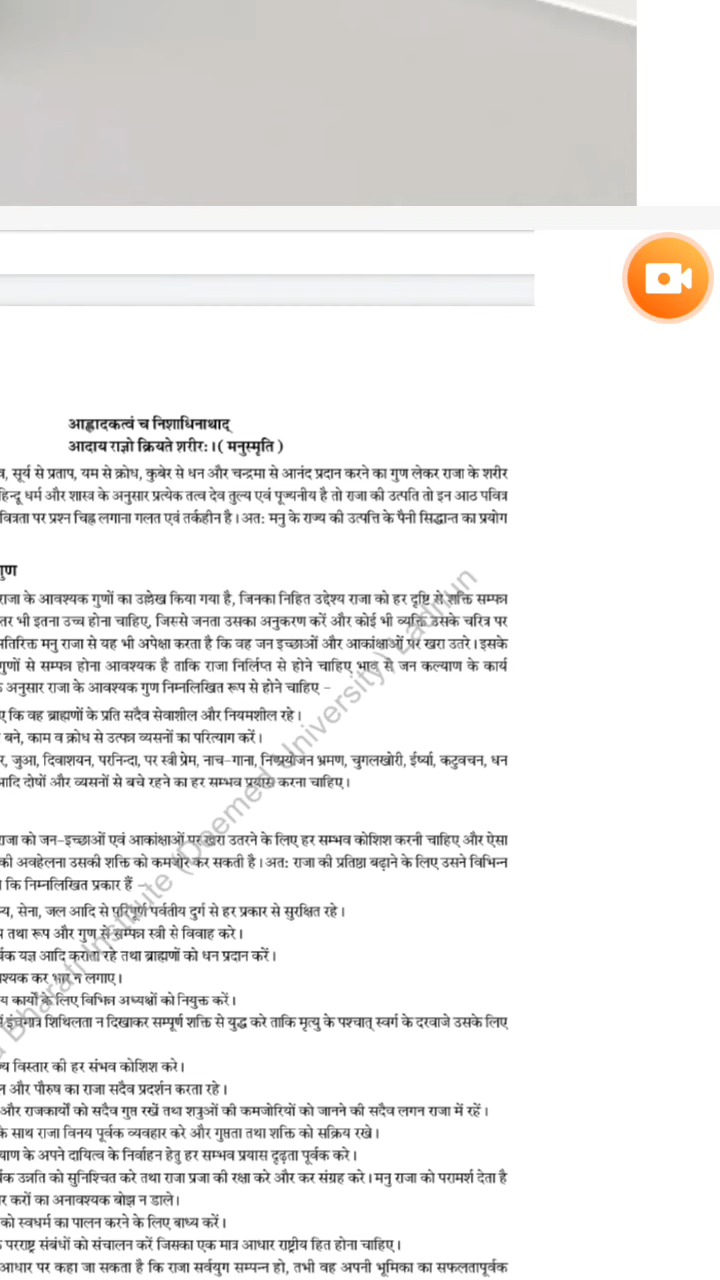 आह्लादकत्वं च निशाधिनाथाद्
आदाय राज्ञो क्रियते शरीरः । ( मनुस्मृति )
सूर्य से प्रताप, यम से क्रोध, कुबेर से धन और चन्द्रमा से आनंद प्रदान करने का गुण लेकर राजा के शरीर
हिन्दू धर्म और शास्त्र के अनुसार प्रत्येक तत्व देव तुल्य एवं पूज्यनीय है तो राजा की उत्पति तो इन आठ पवित्र
वित्रता पर प्रश्न चिह्न लगाना गलत एवं तर्कहीन है । अतः मनु के राज्य की उत्पत्ति के पैनी सिद्धान्त का प्रयोग
गुण
राजा के आवश्यक गुणों का उल्लेख किया गया है, जिनका निहित उद्देश्य राजा को हर दृष्टि से शक्ति सम्पन्न
तर भी इतना उच्च होना चाहिए, जिससे जनता उसका अनुकरण करें और कोई भी व्यक्ति उसके चरित्र पर
मतिरिक्त मनु राजा से यह भी अपेक्षा करता है कि वह जन इच्छाओं और आकांक्षाओं पर खरा उतरे । इसके
गुणों से सम्पन्न होना आवश्यक है ताकि राजा निर्लिप्त से होने चाहिए भाव से जन कल्याण के कार्य
अनुसार राजा के आवश्यक गुण निम्नलिखित रूप से होने चाहिए –
ए कि वह ब्राह्मणों के प्रति सदैव सेवाशील और नियमशील रहे ।
बने, काम व क्रोध से उत्पन्न व्यसनों का परित्याग करें ।
र, जुआ, दिवाशयन, परनिन्दा, पर स्त्री प्रेम, नाच-गाना, निष्प्रयोजन भ्रमण, चुगलखोरी, ईर्ष्या, कटुवचन, धन
आदि दोषों और व्यसनों से बचे रहने का हर सम्भव प्रयास करना चाहिए ।
राजा को जन-इच्छाओं एवं आकांक्षाओं पर खरा उतरने के लिए हर सम्भव कोशिश करनी चाहिए और ऐसा
की अवहेलना उसकी शक्ति को कमजोर कर सकती है । अतः राजा की प्रतिष्ठा बढ़ाने के लिए उसने विभिन्न
कि निम्नलिखित प्रकार हैं –
न्य, सेना, जल आदि से परिपूर्ण पर्वतीय दुर्ग से हर प्रकार से सुरक्षित रहे ।
तथा रूप और गुण से सम्पन्न स्त्री से विवाह करे ।
र्वक यज्ञ आदि कराता रहे तथा ब्राह्मणों को धन प्रदान करें ।
वश्यक कर भार न लगाए ।
य कार्यों के लिए विभिन्न अध्यक्षों को नियुक्त करें ।
में इंचमात्र शिथिलता न दिखाकर सम्पूर्ण शक्ति से युद्ध करे ताकि मृत्यु के पश्चात् स्वर्ग के दरवाजे उसके लिए
ज्य विस्तार की हर संभव कोशिश करे ।
न और पौरुष का राजा सदैव प्रदर्शन करता रहे ।
और राजकार्यों को सदैव गुप्त रखें तथा शत्रुओं की कमजोरियों को जानने की सदैव लगन राजा में रहें ।
के साथ राजा विनय पूर्वक व्यवहार करे और गुप्तता तथा शक्ति को सक्रिय रखे ।
याण के अपने दायित्व के निर्वाहन हेतु हर सम्भव प्रयास दृढ़ता पूर्वक करे ।
र्थक उन्नति को सुनिश्चित करे तथा राजा प्रजा की रक्षा करे और कर संग्रह करे । मनु राजा को परामर्श देता है
र करों का अनावश्यक बोझ न डाले ।
को स्वधर्म का पालन करने के लिए बाध्य करें ।
परराष्ट्र संबंधों को संचालन करें जिसका एक मात्र आधार राष्ट्रीय हित होना चाहिए ।
आधार पर कहा जा सकता है कि राजा सर्वयुग सम्पन्न हो, तभी वह अपनी भूमिका का सफलतापूर्वक
Bharati Institute (Deemed University) Ladnun